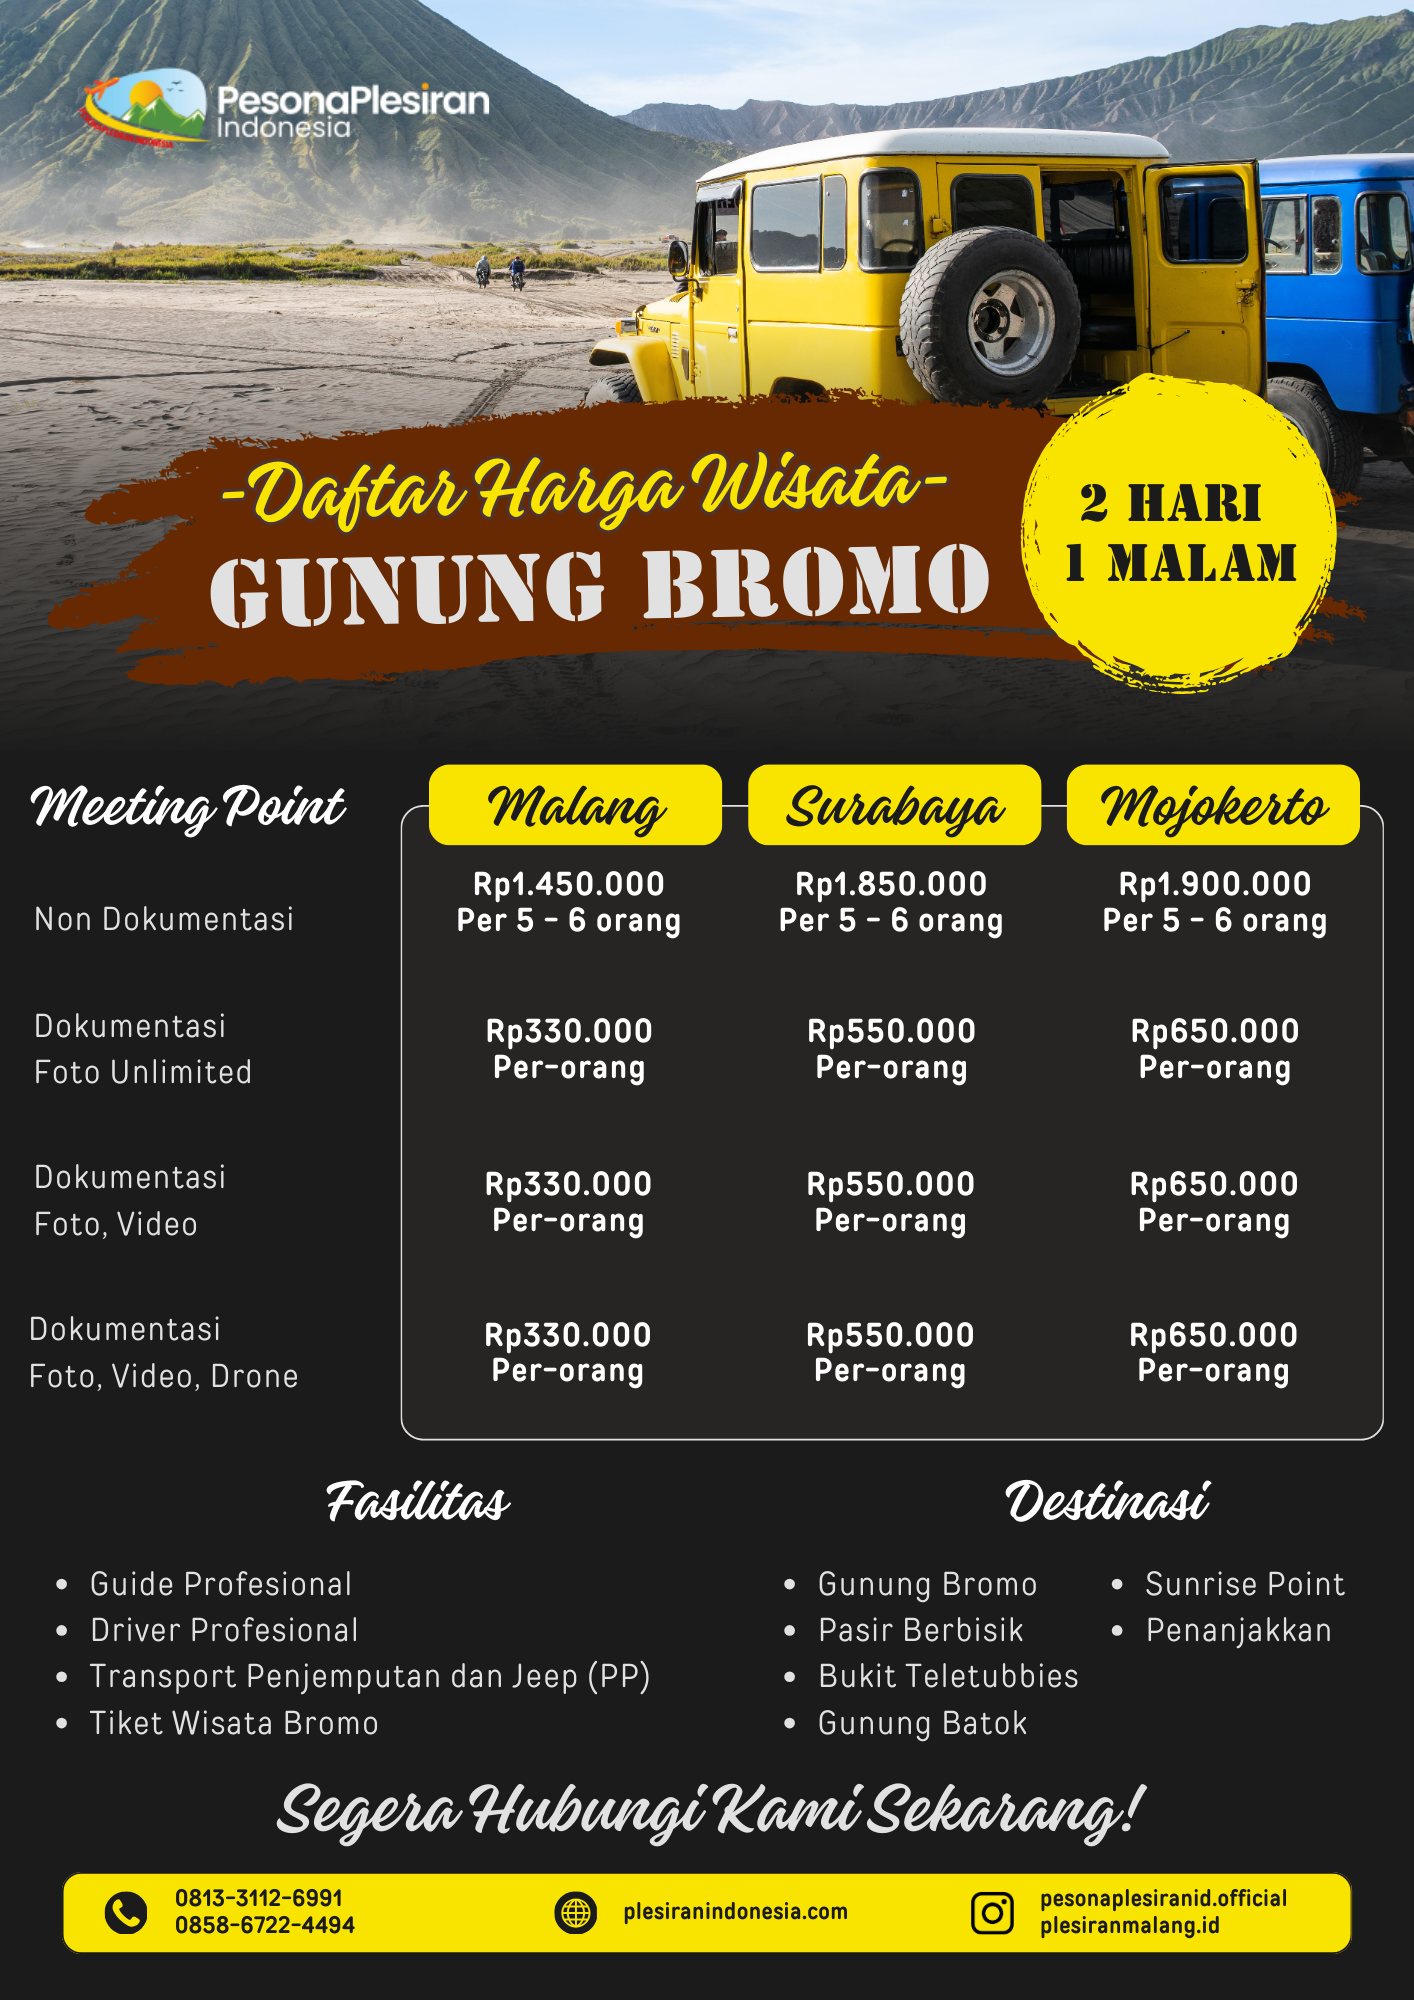 PesonaPlesiran
Indonesia
-Daftar Harga Wisata-
GUNUNG BROMO
2 HARI
1 MALAM
Meeting Point
Malang
Surabaya
Mojokerto
Non Dokumentasi
Rp1.450.000
Per 5 - 6 orang
Rp1.850.000
Per 5 - 6 orang
Rp1.900.000
Per 5 - 6 orang
Dokumentasi
Foto Unlimited
Rp330.000
Per-orang
Rp550.000
Per-orang
Rp650.000
Per-orang
Dokumentasi
Foto, Video
Rp330.000
Per-orang
Rp550.000
Per-orang
Rp650.000
Per-orang
Dokumentasi
Foto, Video, Drone
Rp330.000
Per-orang
Rp550.000
Per-orang
Rp650.000
Per-orang
Fasilitas
• Guide Profesional
• Driver Profesional
• Transport Penjemputan dan Jeep (PP)
• Tiket Wisata Bromo
Destinasi
• Gunung Bromo
• Pasir Berbisik
• Bukit Teletubbies
• Gunung Batok
• Sunrise Point
• Penanjakkan
Segera Hubungi Kami Sekarang!
0813-3112-6991
0858-6722-4494
plesiranindonesia.com
pesonaplesiranid.official
plesiranmalang.id